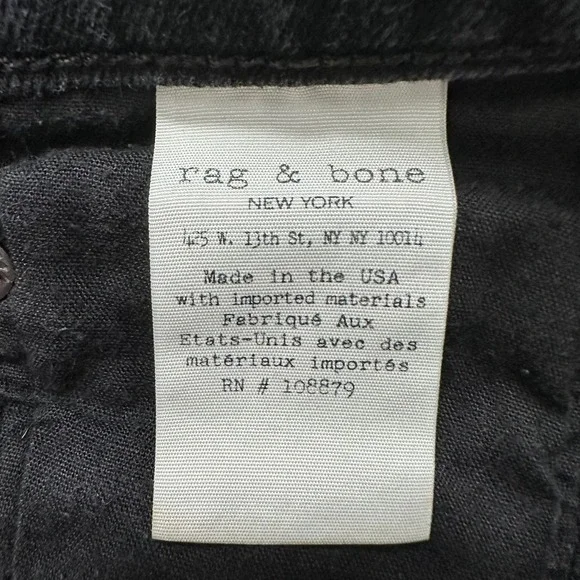 rag & bone
NEW YORK
425 W. 13th St, NY NY 10014
Made in the USA
with imported materials
Fabriqué Aux
Etats-Unis avec des
matériaux importés
RN # 108879